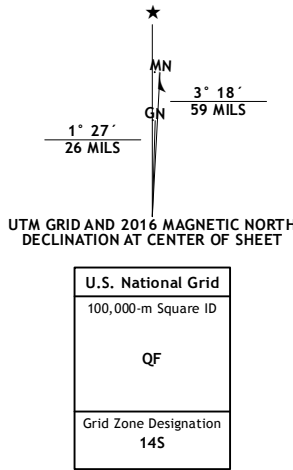 ★
MN
3° 18´
59 MILS
GN
1° 27´
26 MILS
UTM GRID AND 2016 MAGNETIC NORTH
DECLINATION AT CENTER OF SHEET
U.S. National Grid
100,000-m Square ID
QF
Grid Zone Designation
14S